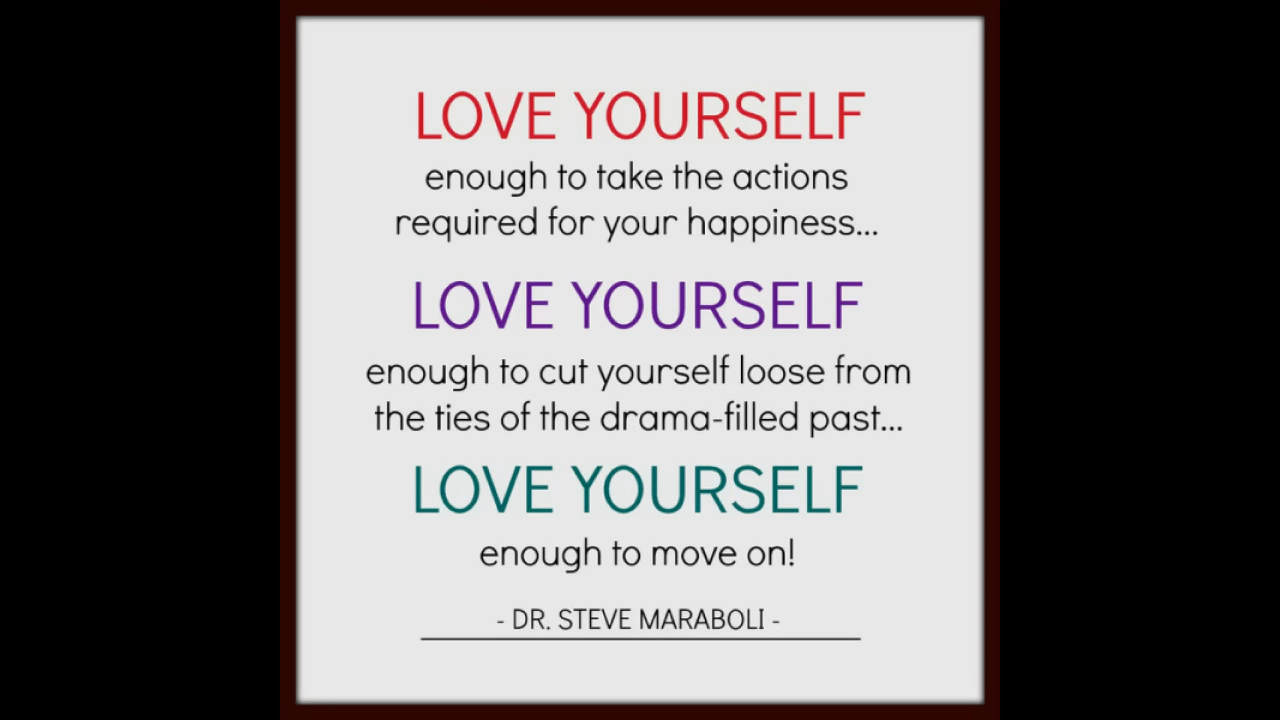 LOVE YOURSELF
enough to take the actions
required for your happiness...
LOVE YOURSELF
enough to cut yourself loose from
the ties of the drama-filled past...
LOVE YOURSELF
enough to move on!
- DR. STEVE MARABOLI -